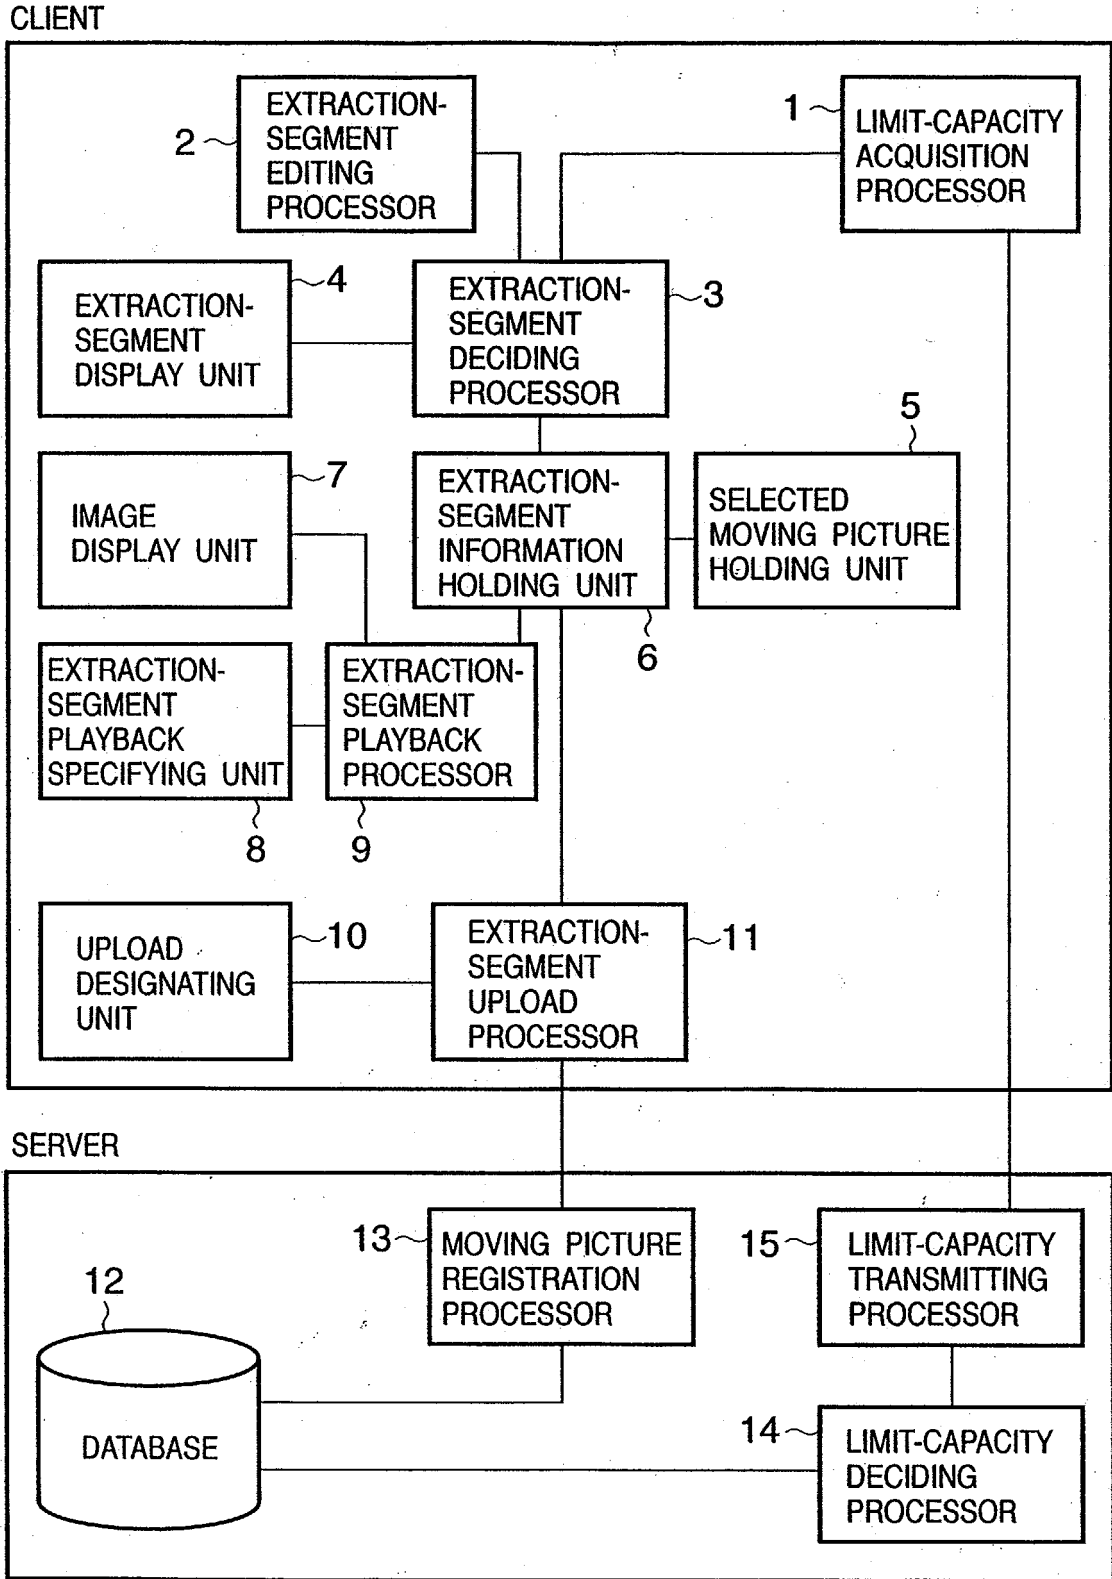 CLIENT
EXTRACTION-
SEGMENT
EDITING
PROCESSOR
2
1
LIMIT-CAPACITY
ACQUISITION
PROCESSOR
4
EXTRACTION-
SEGMENT
DISPLAY UNIT
EXTRACTION-
SEGMENT
DECIDING
PROCESSOR
3
5
7
IMAGE
DISPLAY UNIT
EXTRACTION-
SEGMENT
INFORMATION
HOLDING UNIT
6
SELECTED
MOVING PICTURE
HOLDING UNIT
EXTRACTION-
SEGMENT
PLAYBACK
SPECIFYING UNIT
8
EXTRACTION-
SEGMENT
PLAYBACK
PROCESSOR
9
10
UPLOAD
DESIGNATING
UNIT
EXTRACTION-
SEGMENT
UPLOAD
PROCESSOR
11
SERVER
13
MOVING PICTURE
REGISTRATION
PROCESSOR
15
LIMIT-CAPACITY
TRANSMITTING
PROCESSOR
12
DATABASE
14
LIMIT-CAPACITY
DECIDING
PROCESSOR